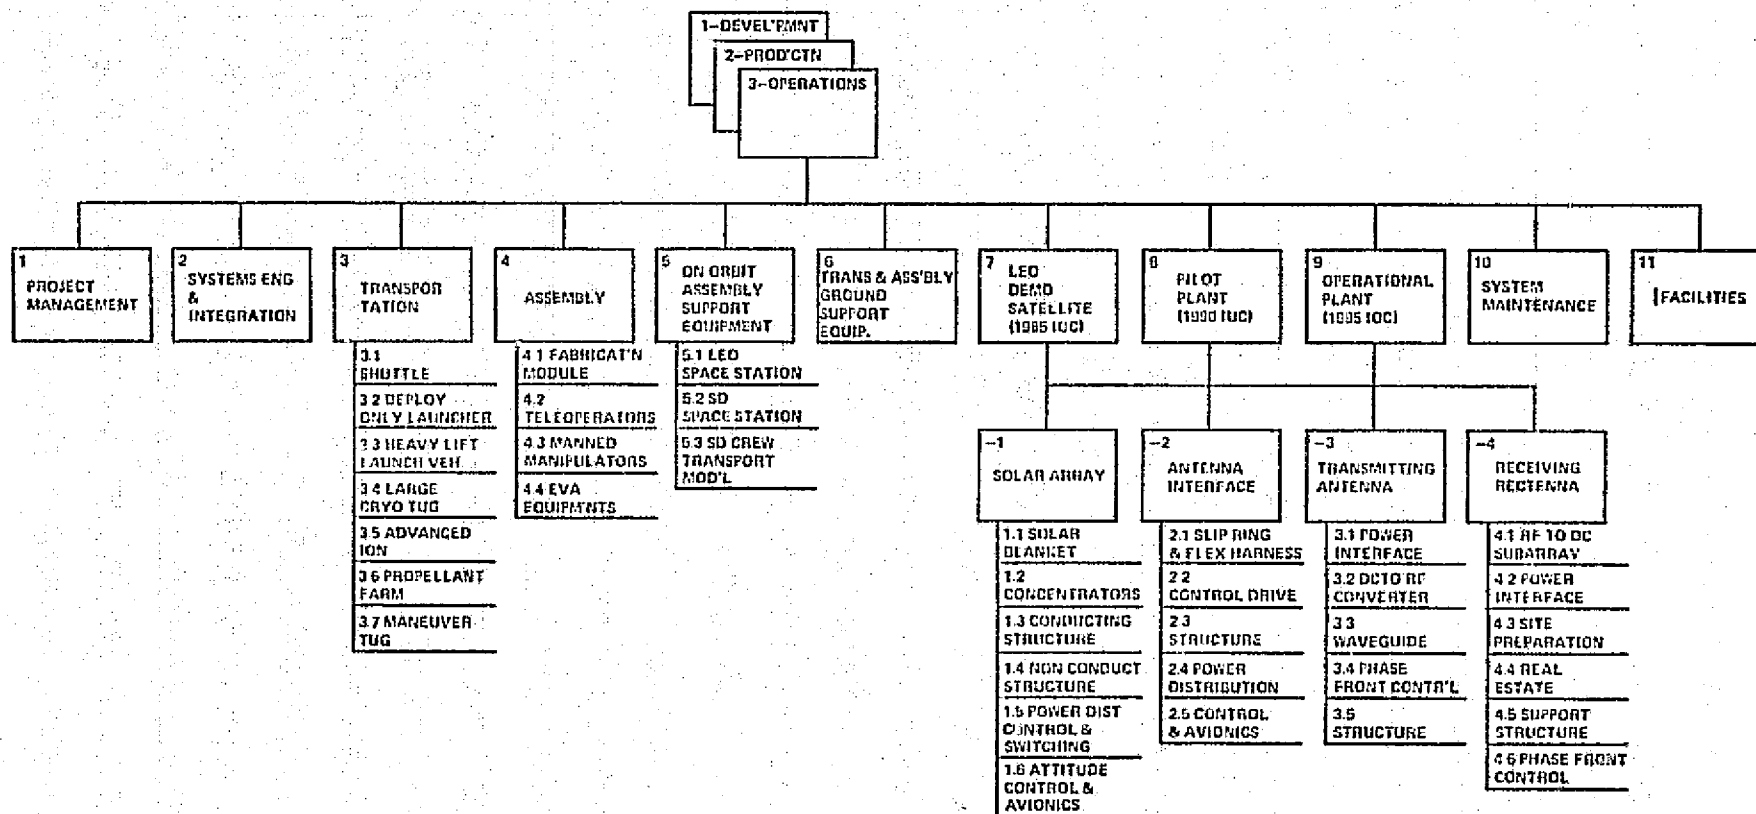 1-DEVEL'PMNT
2-PROD'CTN
3-OPERATIONS
1
PROJECT
MANAGEMENT
2
SYSTEMS ENG
&
INTEGRATION
3
TRANSPOR
TATION
3.1
SHUTTLE
3.2 DEPLOY
ONLY LAUNCHER
3.3 HEAVY LIFT
LAUNCH VEH.
3.4 LARGE
CRYO TUG
3.5 ADVANCED
ION
3.6 PROPELLANT
FARM
3.7 MANEUVER
TUG
4
ASSEMBLY
4.1 FABRICAT'N
MODULE
4.2
TELEOPERATORS
4.3 MANNED
MANIPULATORS
4.4 EVA
EQUIPM'NTS
5
ON ORBIT
ASSEMBLY
SUPPORT
EQUIPMENT
5.1 LEO
SPACE STATION
5.2 SD
SPACE STATION
5.3 SD CREW
TRANSPORT
MOD'L
6
TRANS & ASS'BLY
GROUND
SUPPORT
EQUIP.
7
LEO
DEMO
SATELLITE
(1985 IOC)
8
PILOT
PLANT
(1990 IOC)
9
OPERATIONAL
PLANT
(1995 IOC)
10
SYSTEM
MAINTENANCE
11
FACILITIES
-1
SOLAR ARRAY
1.1 SOLAR
BLANKET
1.2
CONCENTRATORS
1.3 CONDUCTING
STRUCTURE
1.4 NON CONDUCT
STRUCTURE
1.5 POWER DIST
CONTROL &
SWITCHING
1.6 ATTITUDE
CONTROL &
AVIONICS
-2
ANTENNA
INTERFACE
2.1 SLIP RING
& FLEX HARNESS
2.2
CONTROL DRIVE
2.3
STRUCTURE
2.4 POWER
DISTRIBUTION
2.5 CONTROL
& AVIONICS
-3
TRANSMITTING
ANTENNA
3.1 POWER
INTERFACE
3.2 DC TO RF
CONVERTER
3.3
WAVEGUIDE
3.4 PHASE
FRONT CONTR'L
3.5
STRUCTURE
-4
RECEIVING
RECTENNA
4.1 RF TO DC
SUBARRAY
4.2 POWER
INTERFACE
4.3 SITE
PREPARATION
4.4 REAL
ESTATE
4.5 SUPPORT
STRUCTURE
4.6 PHASE FRONT
CONTROL